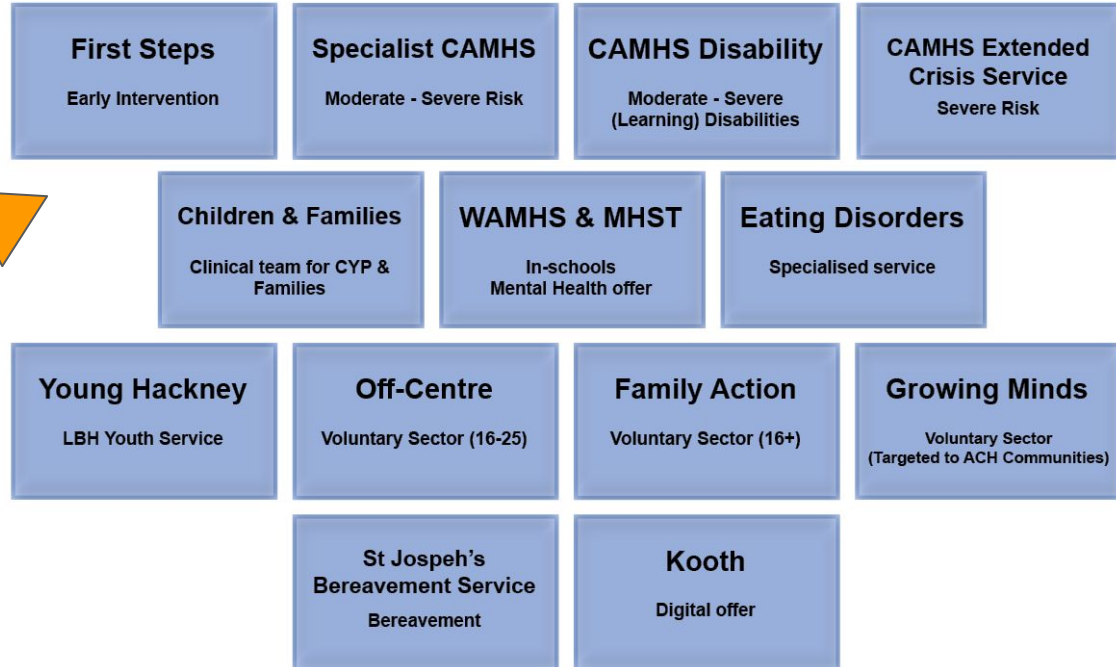 First Steps
Early Intervention
Specialist CAMHS
Moderate - Severe Risk
CAMHS Disability
Moderate - Severe
(Learning) Disabilities
CAMHS Extended
Crisis Service
Severe Risk
Children & Families
Clinical team for CYP &
Families
WAMHS & MHST
In-schools
Mental Health offer
Eating Disorders
Specialised service
Young Hackney
LBH Youth Service
Off-Centre
Voluntary Sector (16-25)
Family Action
Voluntary Sector (16+)
Growing Minds
Voluntary Sector
(Targeted to ACH Communities)
St Jospeh's
Bereavement Service
Bereavement
Kooth
Digital offer